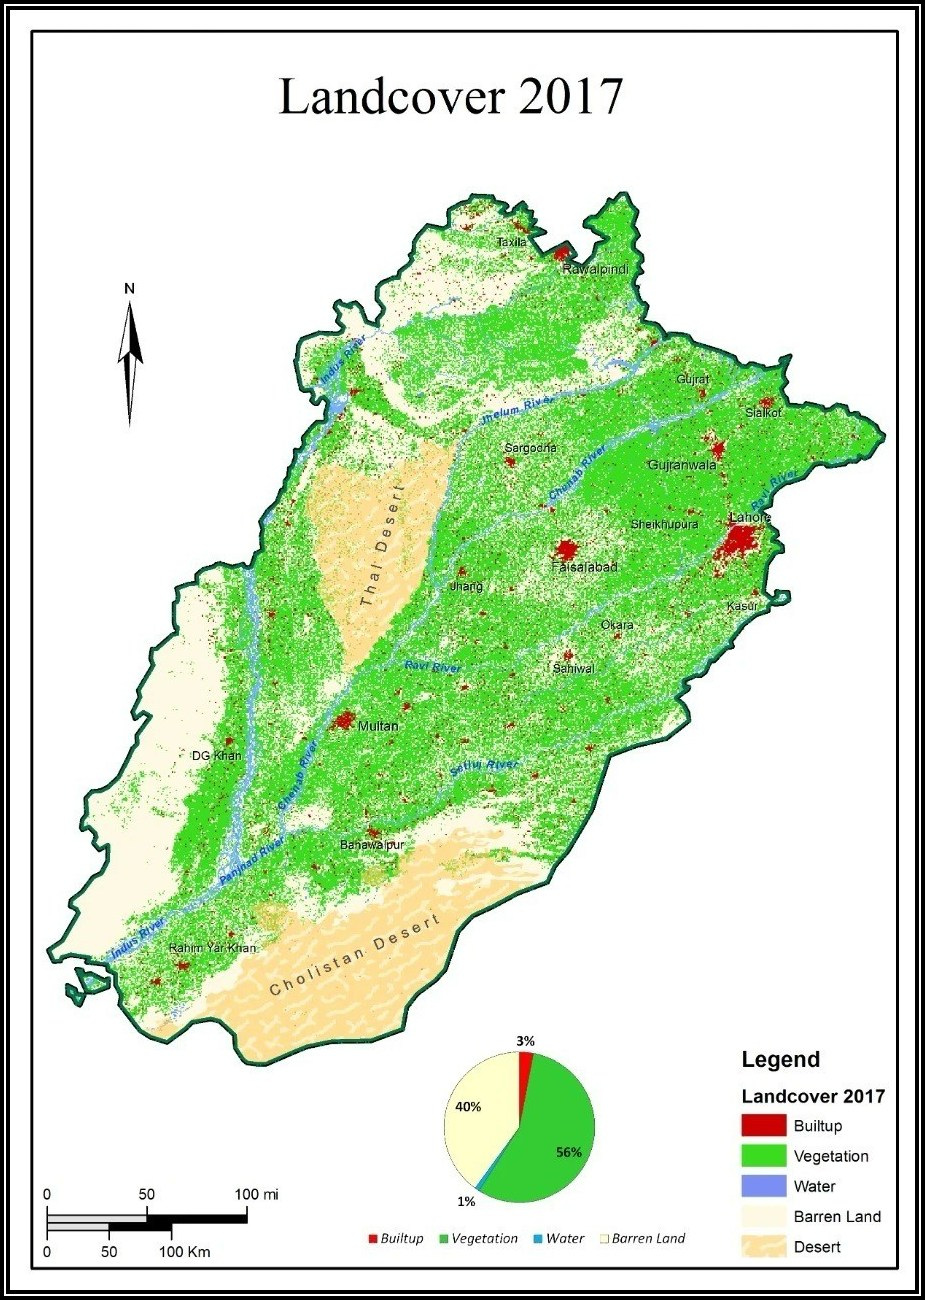 Landcover 2017
N
Taxila
Rawalpindi
Indus River
Gujrat
Jhelum River
Sialkot
Sargodha
Gujranwala
Chunab River
Ravi River
Thal Desert
Lahore
Sheikhupura
Faisalabad
Jhang
Kasur
Okara
Ravi River
Sahiwal
Multan
DG Khan
Chenab River
Sutluj River
Bahawalpur
Panjnad River
Indus River
Rahim Yar Khan
Cholistan Desert
3%
40%
56%
1%
Builtup Vegetation Water Barren Land
Legend
Landcover 2017
Builtup
Vegetation
Water
Barren Land
Desert
0 50 100 mi
0 50 100 Km